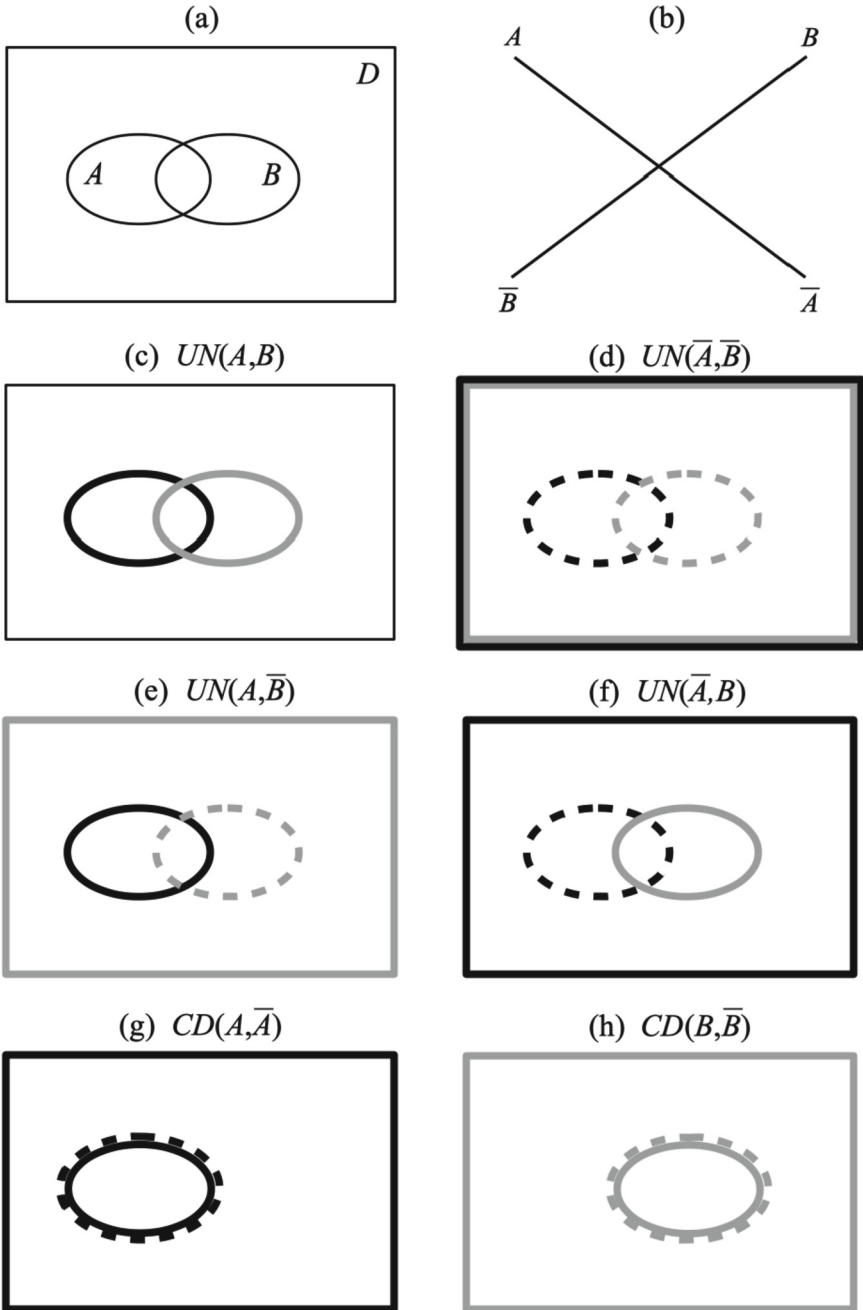 (a) (b)
D
A B
A B
B̅ A̅
(c) UN(A,B) (d) UN(A̅,B̅)
(e) UN(A,B̅) (f) UN(A̅,B)
(g) CD(A,A̅) (h) CD(B,B̅)